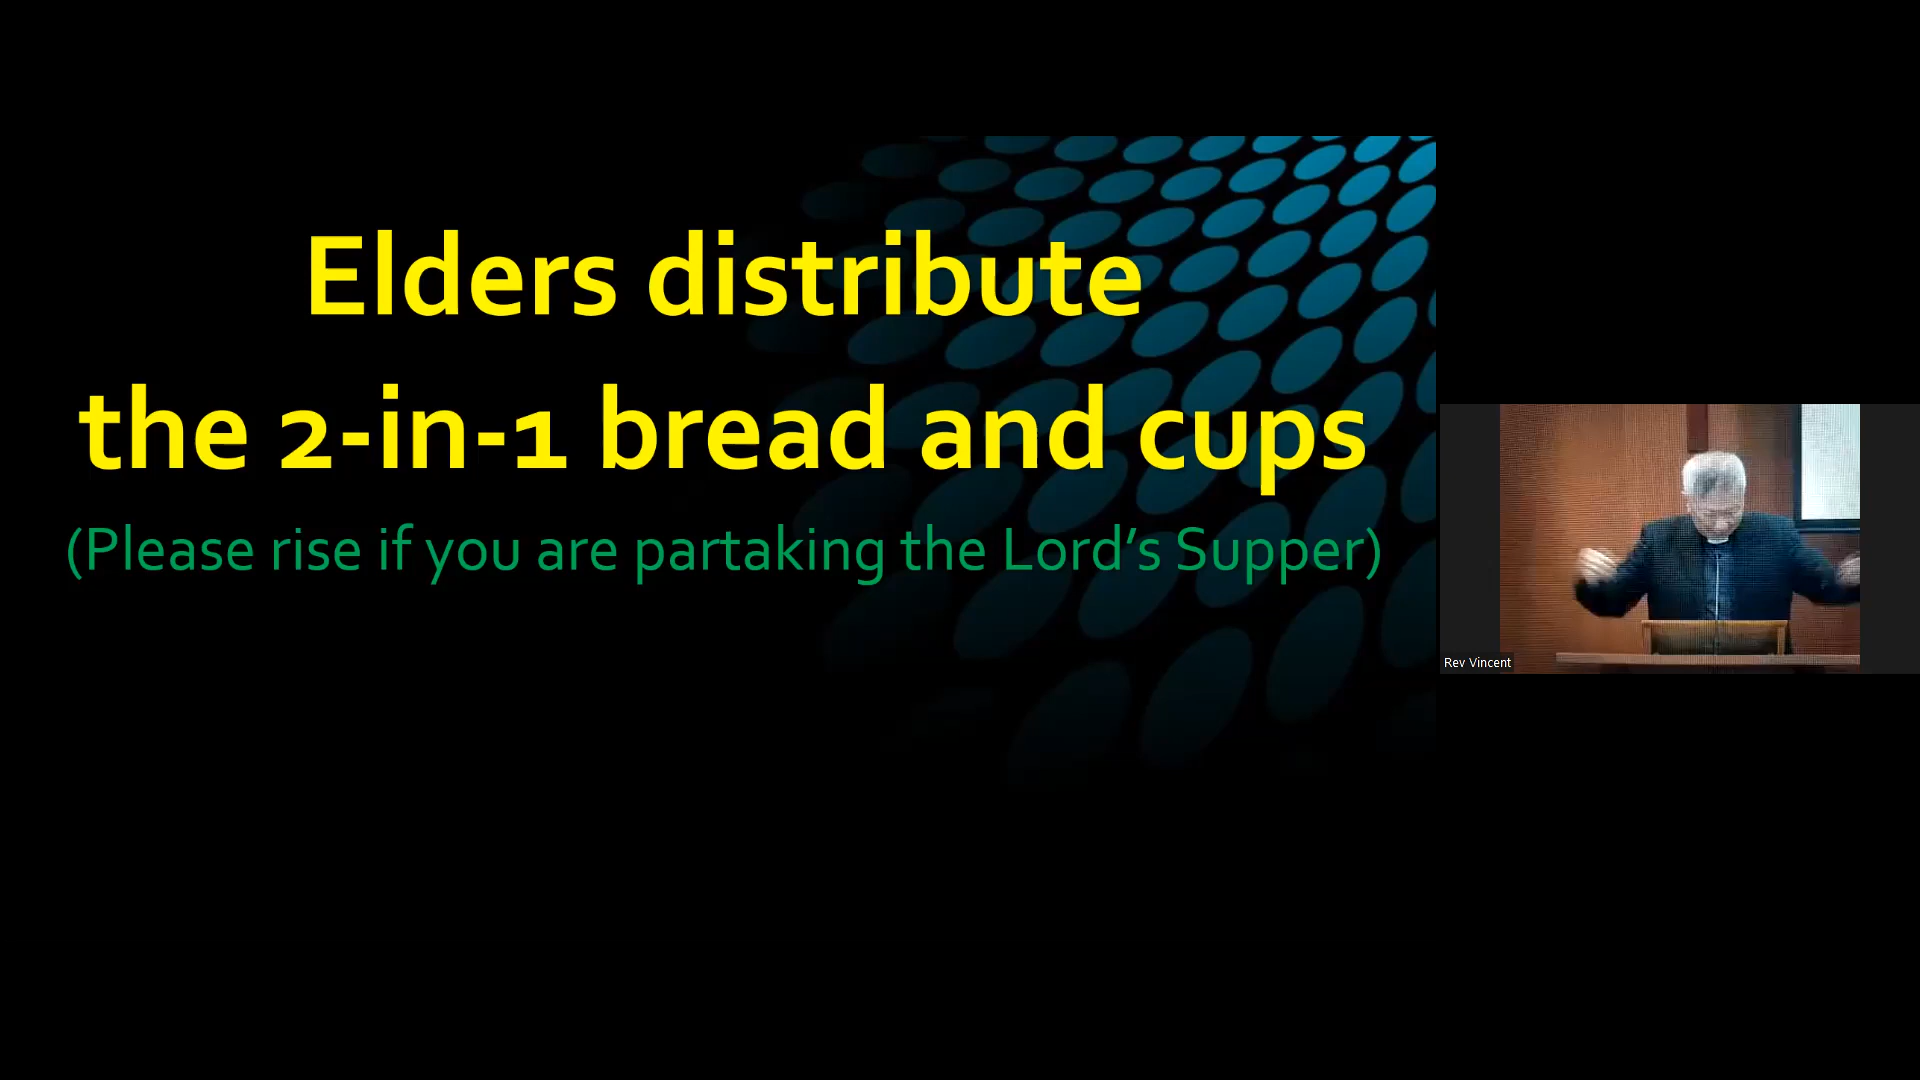 Elders distribute
the 2-in-1 bread and cups
(Please rise if you are partaking the Lord’s Supper)
Rev Vincent